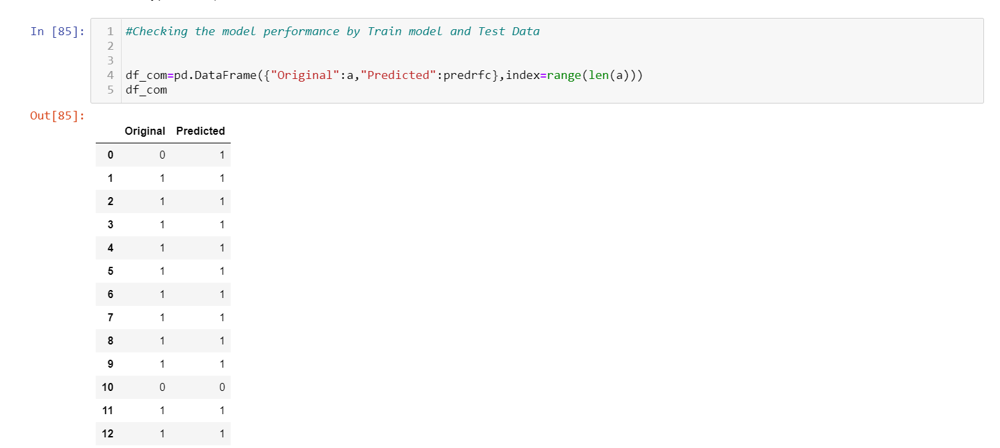 In [85]:
1 #Checking the model performance by Train model and Test Data
2
3
4 df_com=pd.DataFrame({"Original":a,"Predicted":predrfc},index=range(len(a)))
5 df_com
Out[85]:
Original Predicted
0 0 1
1 1 1
2 1 1
3 1 1
4 1 1
5 1 1
6 1 1
7 1 1
8 1 1
9 1 1
10 0 0
11 1 1
12 1 1